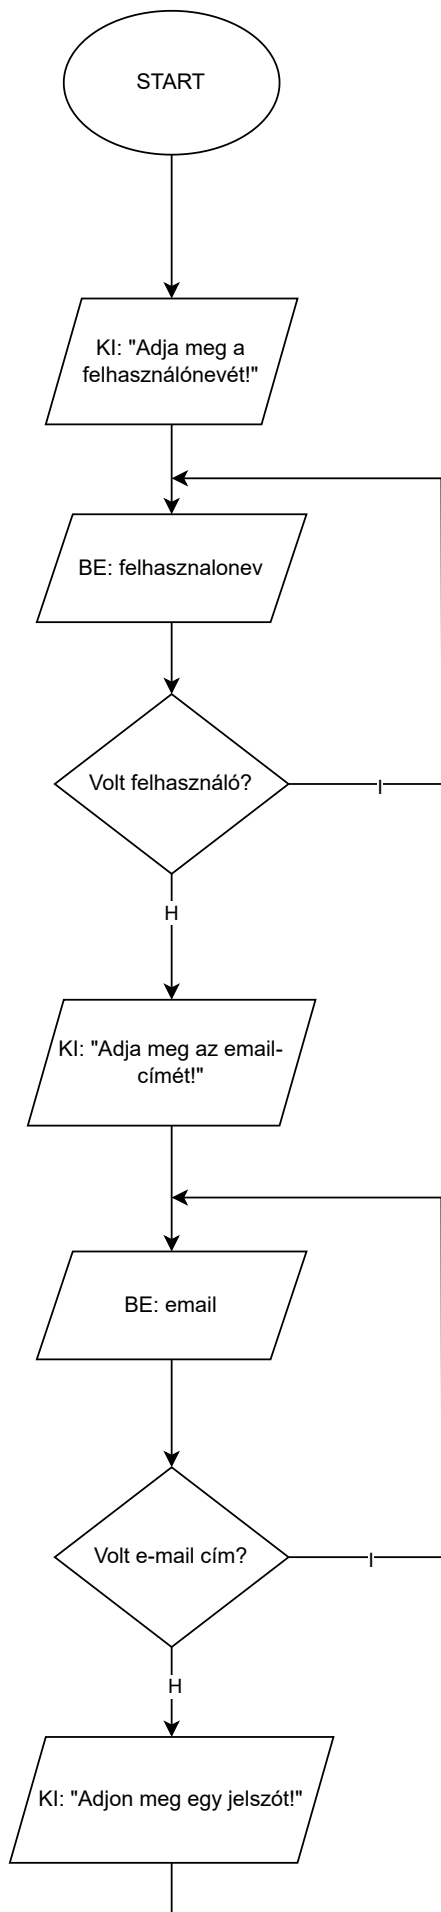 START
KI: "Adja meg a
felhasználónevét!"
BE: felhasznalonev
Volt felhasználó?
I
H
KI: "Adja meg az email-
címét!"
BE: email
Volt e-mail cím?
I
H
KI: "Adjon meg egy jelszót!"